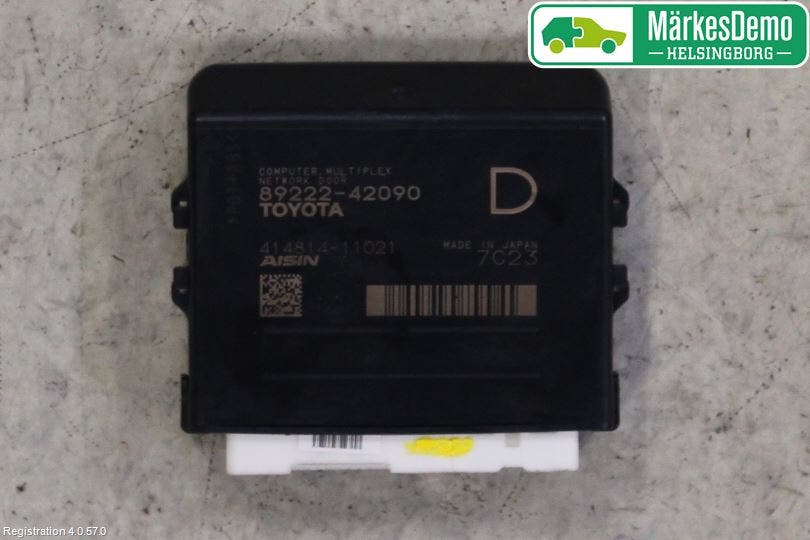 MärkesDemo
HELSINGBORG
COMPUTER, MULTIPLEX
NETWORK DOOR
89222-42090
TOYOTA
D
414814-11021
MADE IN JAPAN
AISIN
7C23
Registration 4.0.57.0